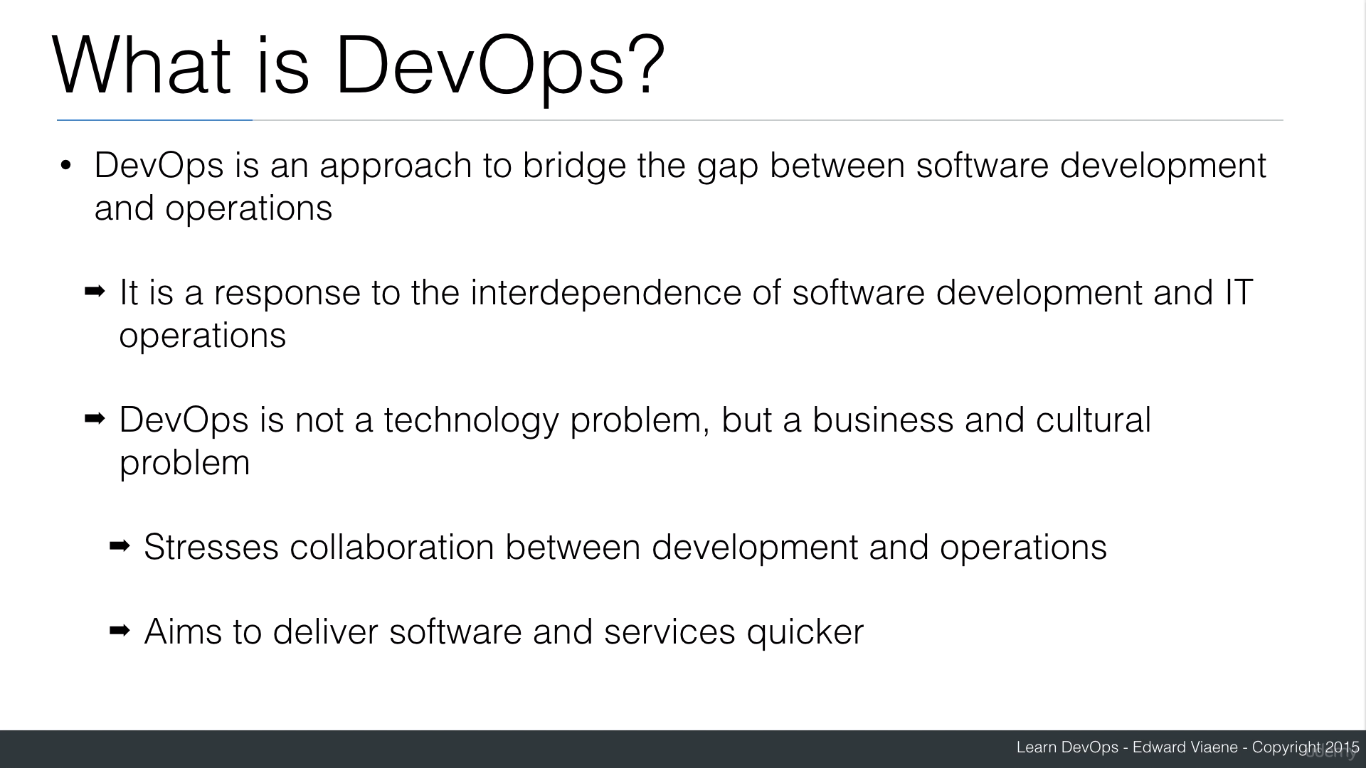 What is DevOps?
• DevOps is an approach to bridge the gap between software development
and operations
➡ It is a response to the interdependence of software development and IT
operations
➡ DevOps is not a technology problem, but a business and cultural
problem
➡ Stresses collaboration between development and operations
➡ Aims to deliver software and services quicker
Learn DevOps - Edward Viaene - Copyright 2015
udemy